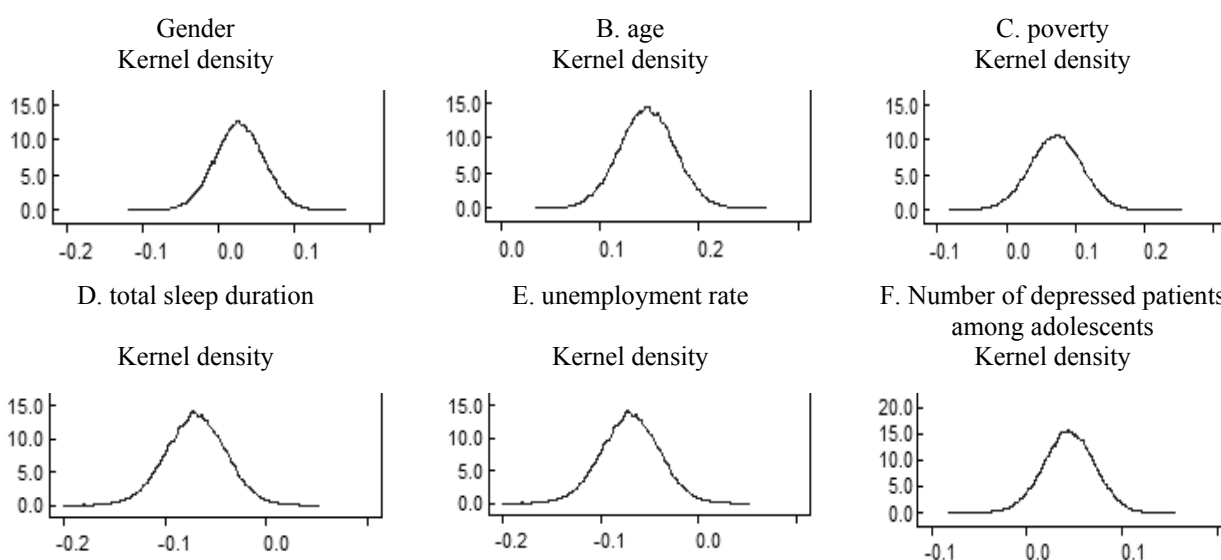 Gender
Kernel density
15.0
10.0
5.0
0.0
-0.2 -0.1 0.0 0.1
B. age
Kernel density
15.0
10.0
5.0
0.0
0.0 0.1 0.2
C. poverty
Kernel density
15.0
10.0
5.0
0.0
-0.1 0.0 0.1 0.2
D. total sleep duration
Kernel density
15.0
10.0
5.0
0.0
-0.2 -0.1 0.0
E. unemployment rate
Kernel density
15.0
10.0
5.0
0.0
-0.2 -0.1 0.0
F. Number of depressed patients
among adolescents
Kernel density
20.0
15.0
10.0
5.0
0.0
-0.1 0.0 0.1